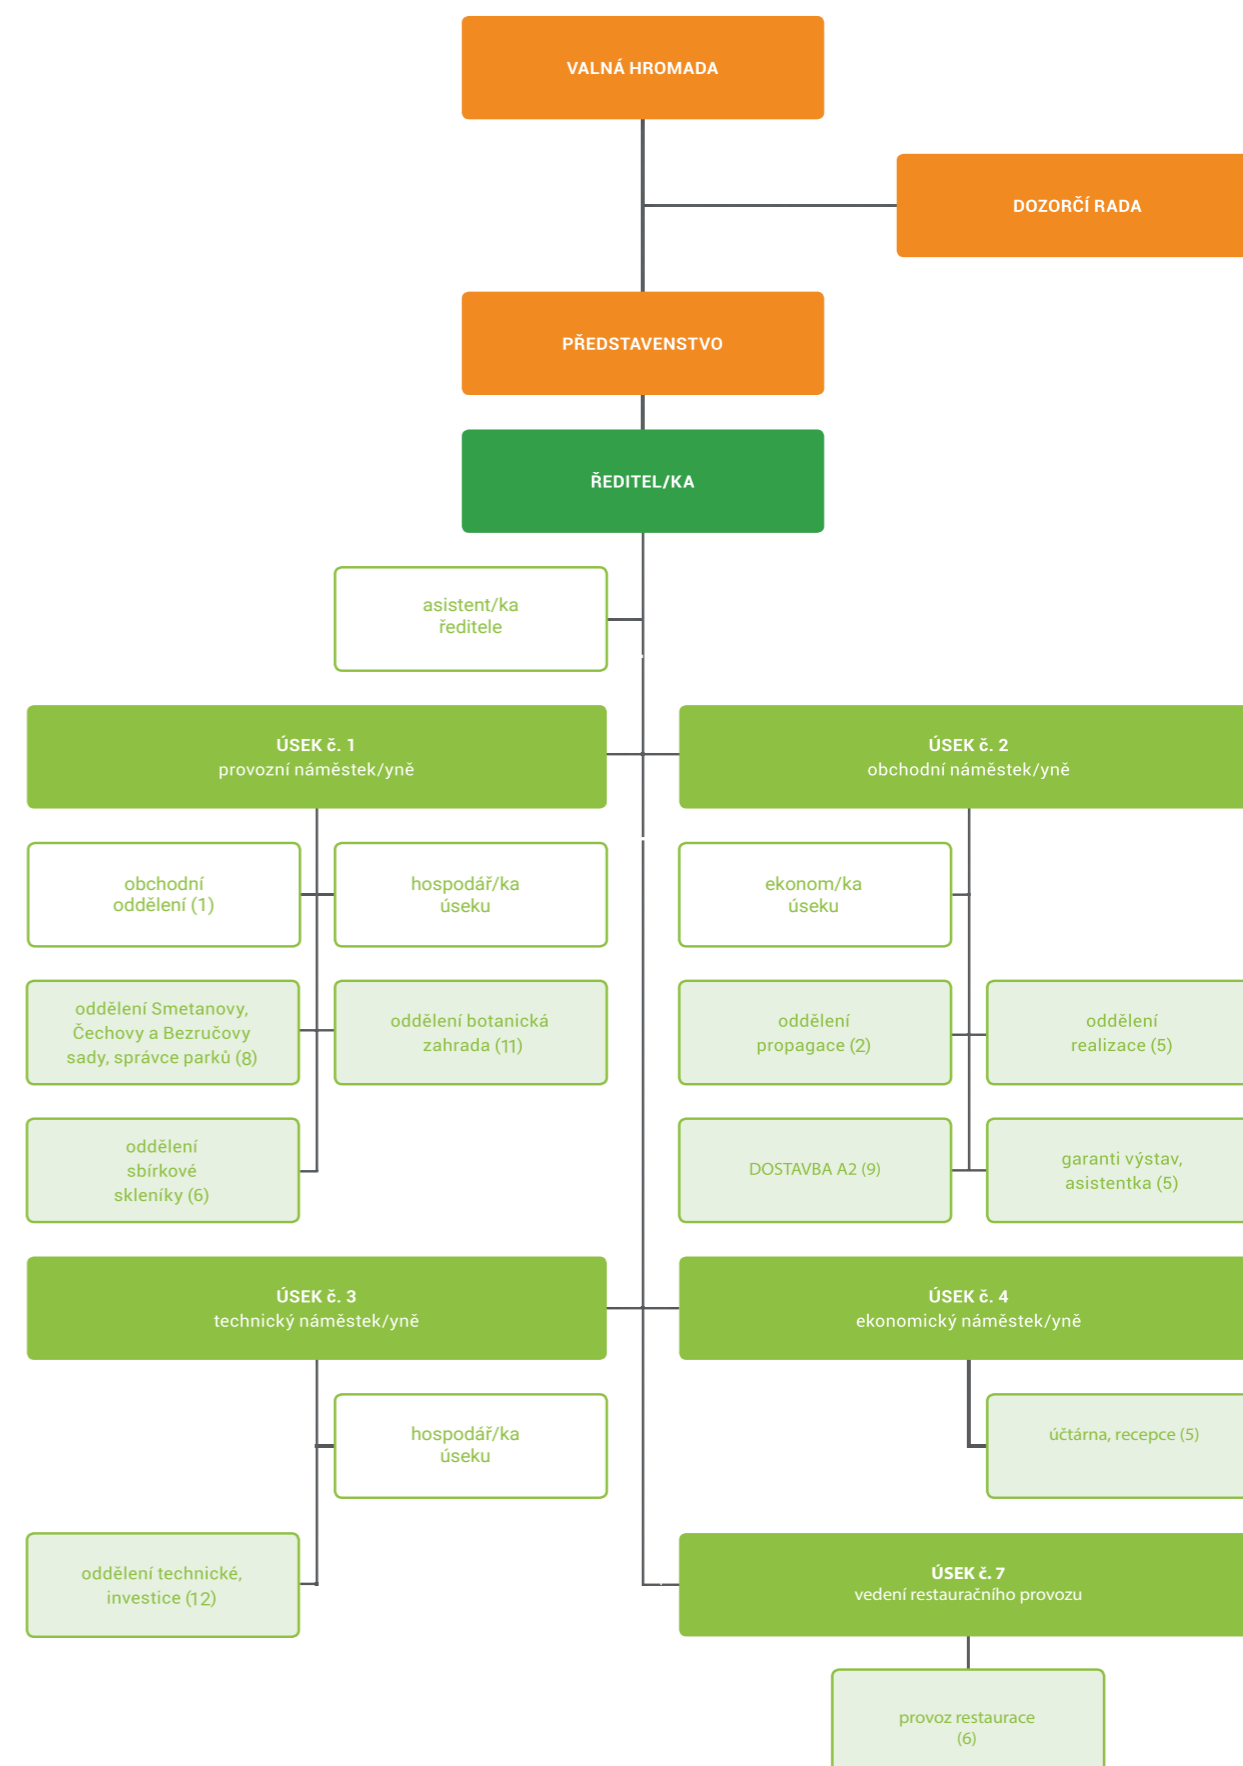 VALNÁ HROMADA
DOZORČÍ RADA
PŘEDSTAVENSTVO
ŘEDITEL/KA
asistent/ka
ředitele
ÚSEK č. 1
provozní náměstek/yně
ÚSEK č. 2
obchodní náměstek/yně
obchodní
oddělení (1)
hospodář/ka
úseku
ekonom/ka
úseku
oddělení Smetanovy,
Čechovy a Bezručovy
sady, správce parků (8)
oddělení botanická
zahrada (11)
oddělení
propagace (2)
oddělení
realizace (5)
oddělení
sbírkové
skleníky (6)
DOSTAVBA A2 (9)
garanti výstav,
asistentka (5)
ÚSEK č. 3
technický náměstek/yně
ÚSEK č. 4
ekonomický náměstek/yně
hospodář/ka
úseku
účtárna, recepce (5)
oddělení technické,
investice (12)
ÚSEK č. 7
vedení restauračního provozu
provoz restaurace
(6)